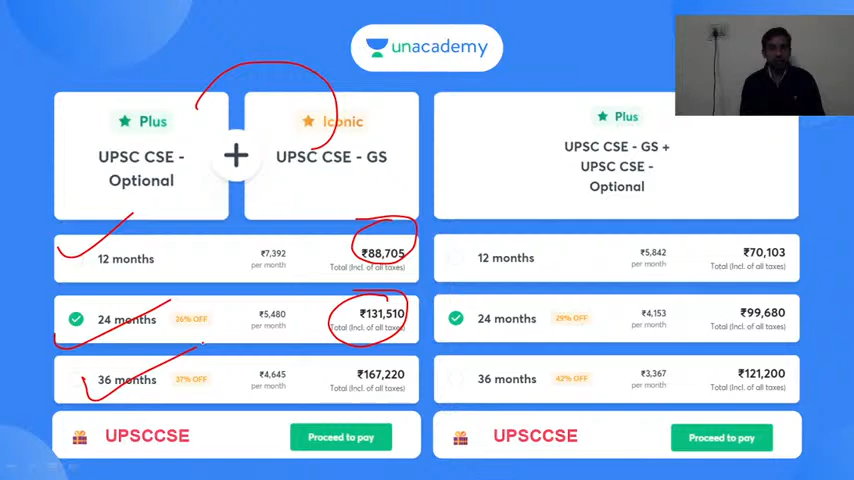 unacademy
Plus
UPSC CSE -
Optional
+
Iconic
UPSC CSE - GS
12 months
₹7,392
per month
₹88,705
Total (Incl. of all taxes)
24 months
26% OFF
₹5,480
per month
₹131,510
Total (Incl. of all taxes)
36 months
37% OFF
₹4,645
per month
₹167,220
Total (Incl. of all taxes)
UPSCCSE
Proceed to pay
Plus
UPSC CSE - GS +
UPSC CSE -
Optional
12 months
₹5,842
per month
₹70,103
Total (Incl. of all taxes)
24 months
29% OFF
₹4,153
per month
₹99,680
Total (Incl. of all taxes)
36 months
42% OFF
₹3,367
per month
₹121,200
Total (Incl. of all taxes)
UPSCCSE
Proceed to pay